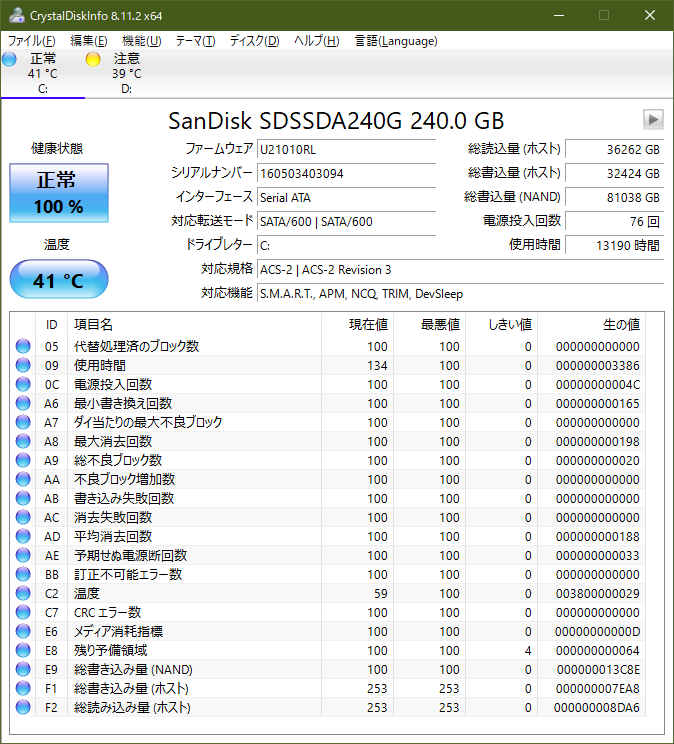 CrystalDiskInfo 8.11.2 x64
ファイル(F) 編集(E) 機能(U) テーマ(T) ディスク(D) ヘルプ(H) 言語(Language)
正常 注意
41 °C 39 °C
C: D:
SanDisk SDSSDA240G 240.0 GB
健康状態
正常
100 %
温度
41 °C
ファームウェア U21010RL 総読込量 (ホスト) 36262 GB
シリアルナンバー 160503403094 総書込量 (ホスト) 32424 GB
インターフェース Serial ATA 総書込量 (NAND) 81038 GB
対応転送モード SATA/600 | SATA/600 電源投入回数 76 回
ドライブレター C: 使用時間 13190 時間
対応規格 ACS-2 | ACS-2 Revision 3
対応機能 S.M.A.R.T., APM, NCQ, TRIM, DevSleep
ID 項目名 現在値 最悪値 しきい値 生の値
05 代替処理済のブロック数 100 100 0 000000000000
09 使用時間 134 100 0 000000003386
0C 電源投入回数 100 100 0 00000000004C
A6 最小書き換え回数 100 100 0 000000000165
A7 ダイ当たりの最大不良ブロック 100 100 0 000000000000
A8 最大消去回数 100 100 0 000000000198
A9 総不良ブロック数 100 100 0 000000000020
AA 不良ブロック増加数 100 100 0 000000000000
AB 書き込み失敗回数 100 100 0 000000000000
AC 消去失敗回数 100 100 0 000000000000
AD 平均消去回数 100 100 0 000000000188
AE 予期せぬ電源断回数 100 100 0 000000000033
BB 訂正不可能エラー数 100 100 0 000000000000
C2 温度 59 100 0 003800000029
C7 CRC エラー数 100 100 0 000000000000
E6 メディア消耗指標 100 100 0 00000000000D
E8 残り予備領域 100 100 4 000000000064
E9 総書き込み量 (NAND) 100 100 0 000000013C8E
F1 総書き込み量 (ホスト) 253 253 0 000000007EA8
F2 総読み込み量 (ホスト) 253 253 0 000000008DA6